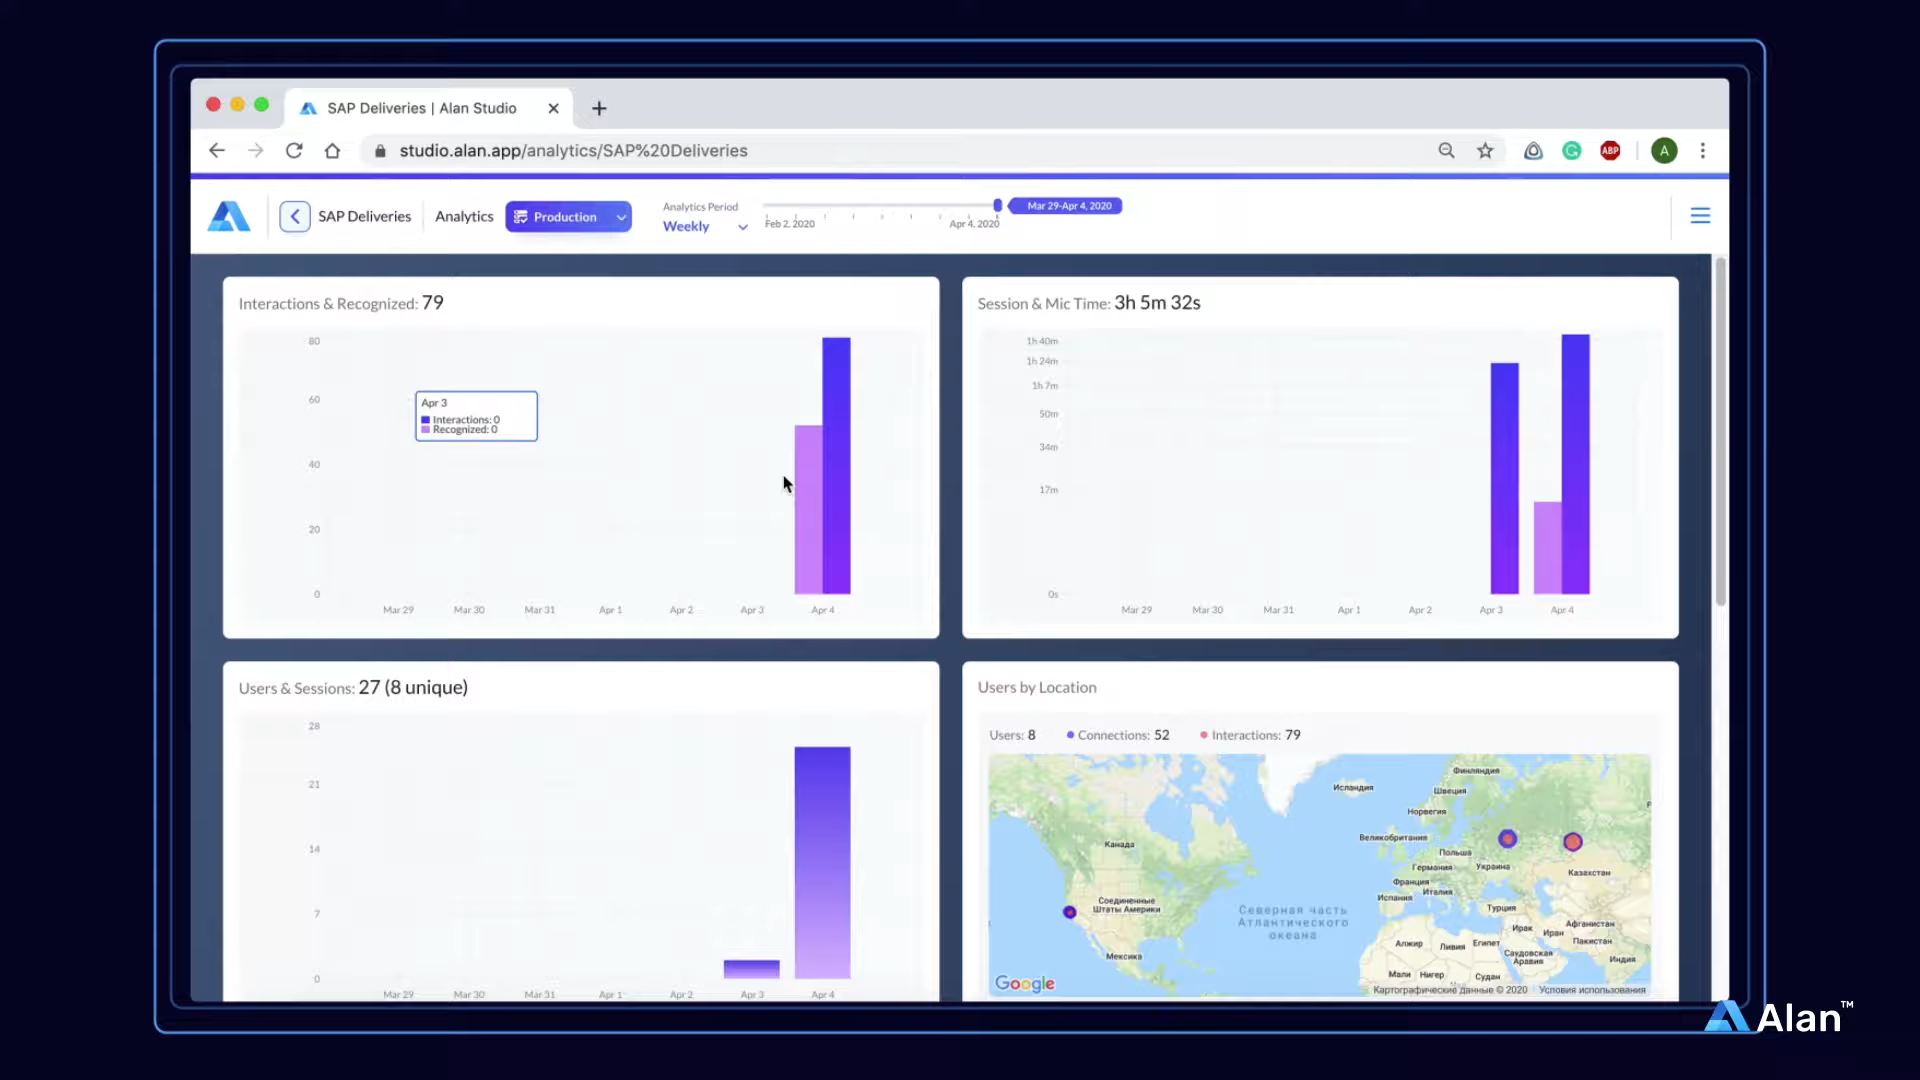 SAP Deliveries | Alan Studio
studio.alan.app/analytics/SAP%20Deliveries
ABP
A
SAP Deliveries
Analytics
Production
Analytics Period
Weekly
Feb 2, 2020
Apr 4, 2020
Mar 29-Apr 4, 2020
Interactions & Recognized: 79
80
60
40
20
0
Apr 3
Interactions: 0
Recognized: 0
Mar 29 Mar 30 Mar 31 Apr 1 Apr 2 Apr 3 Apr 4
Session & Mic Time: 3h 5m 32s
1h 40m
1h 24m
1h 7m
50m
34m
17m
0s
Mar 29 Mar 30 Mar 31 Apr 1 Apr 2 Apr 3 Apr 4
Users & Sessions: 27 (8 unique)
28
21
14
7
0
Mar 29 Mar 30 Mar 31 Apr 1 Apr 2 Apr 3 Apr 4
Users by Location
Users: 8 Connections: 52 Interactions: 79
Финляндия
Исландия
Швеция
Норвегия
Великобритания
Канада
Польша
Германия
Украина
Казахстан
Франция
Италия
Испания
Соединенные
Штаты Америки
Турция
Северная часть
Атлантического
океана
Афганистан
Ирак
Иран
Пакистан
Алжир
Ливия
Египет
Саудовская
Аравия
Индия
Мексика
Мали
Нигер
Судан
Google
Картографические данные © 2020 Условия использования
Alan™